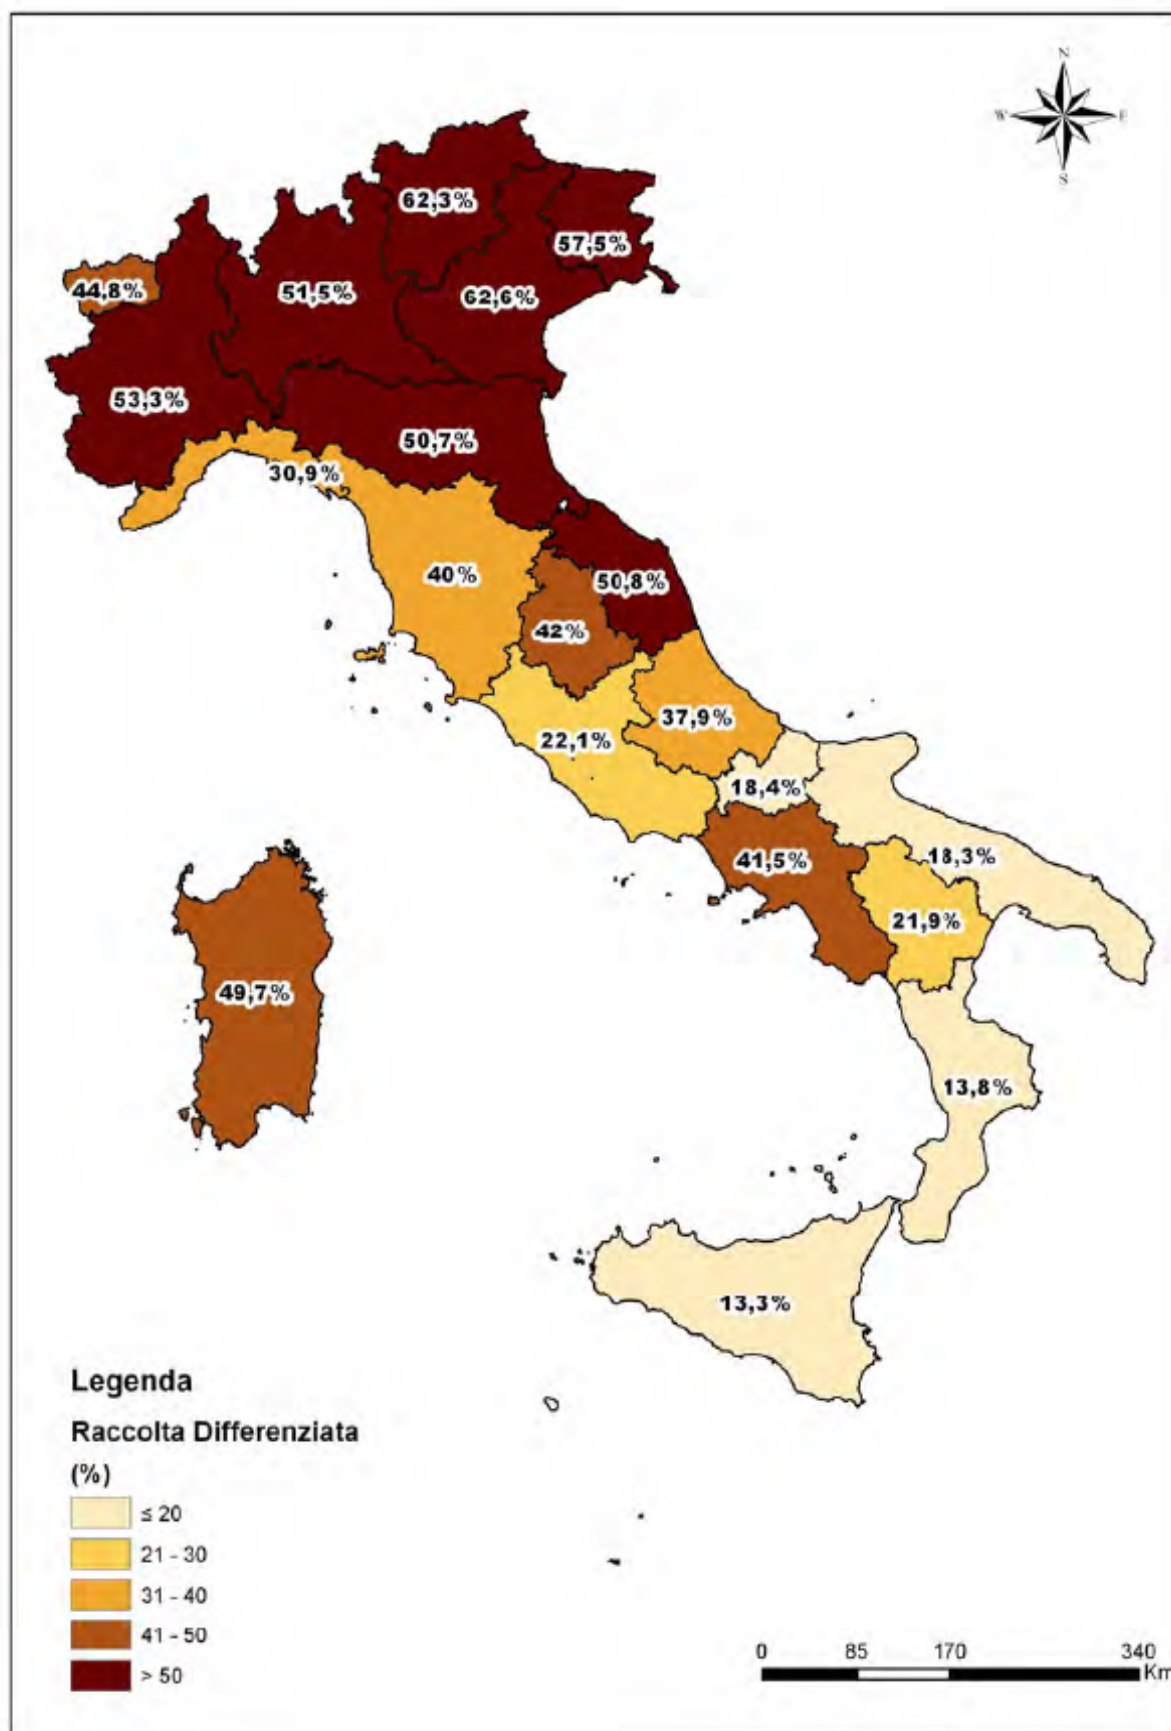 N
W E
S
62,3%
57,5%
44,8%
51,5%
62,6%
53,3%
50,7%
30,9%
40%
50,8%
42%
37,9%
22,1%
18,4%
41,5%
18,3%
21,9%
49,7%
13,8%
13,3%
Legenda
Raccolta Differenziata
(%)
≤ 20
21 - 30
31 - 40
41 - 50
> 50
0 85 170 340
Km